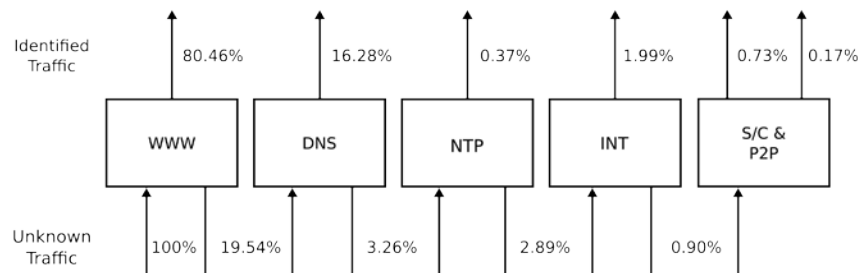 Identified
Traffic
80.46%
16.28%
0.37%
1.99%
0.73%
0.17%
WWW
DNS
NTP
INT
S/C &
P2P
Unknown
Traffic
100%
19.54%
3.26%
2.89%
0.90%